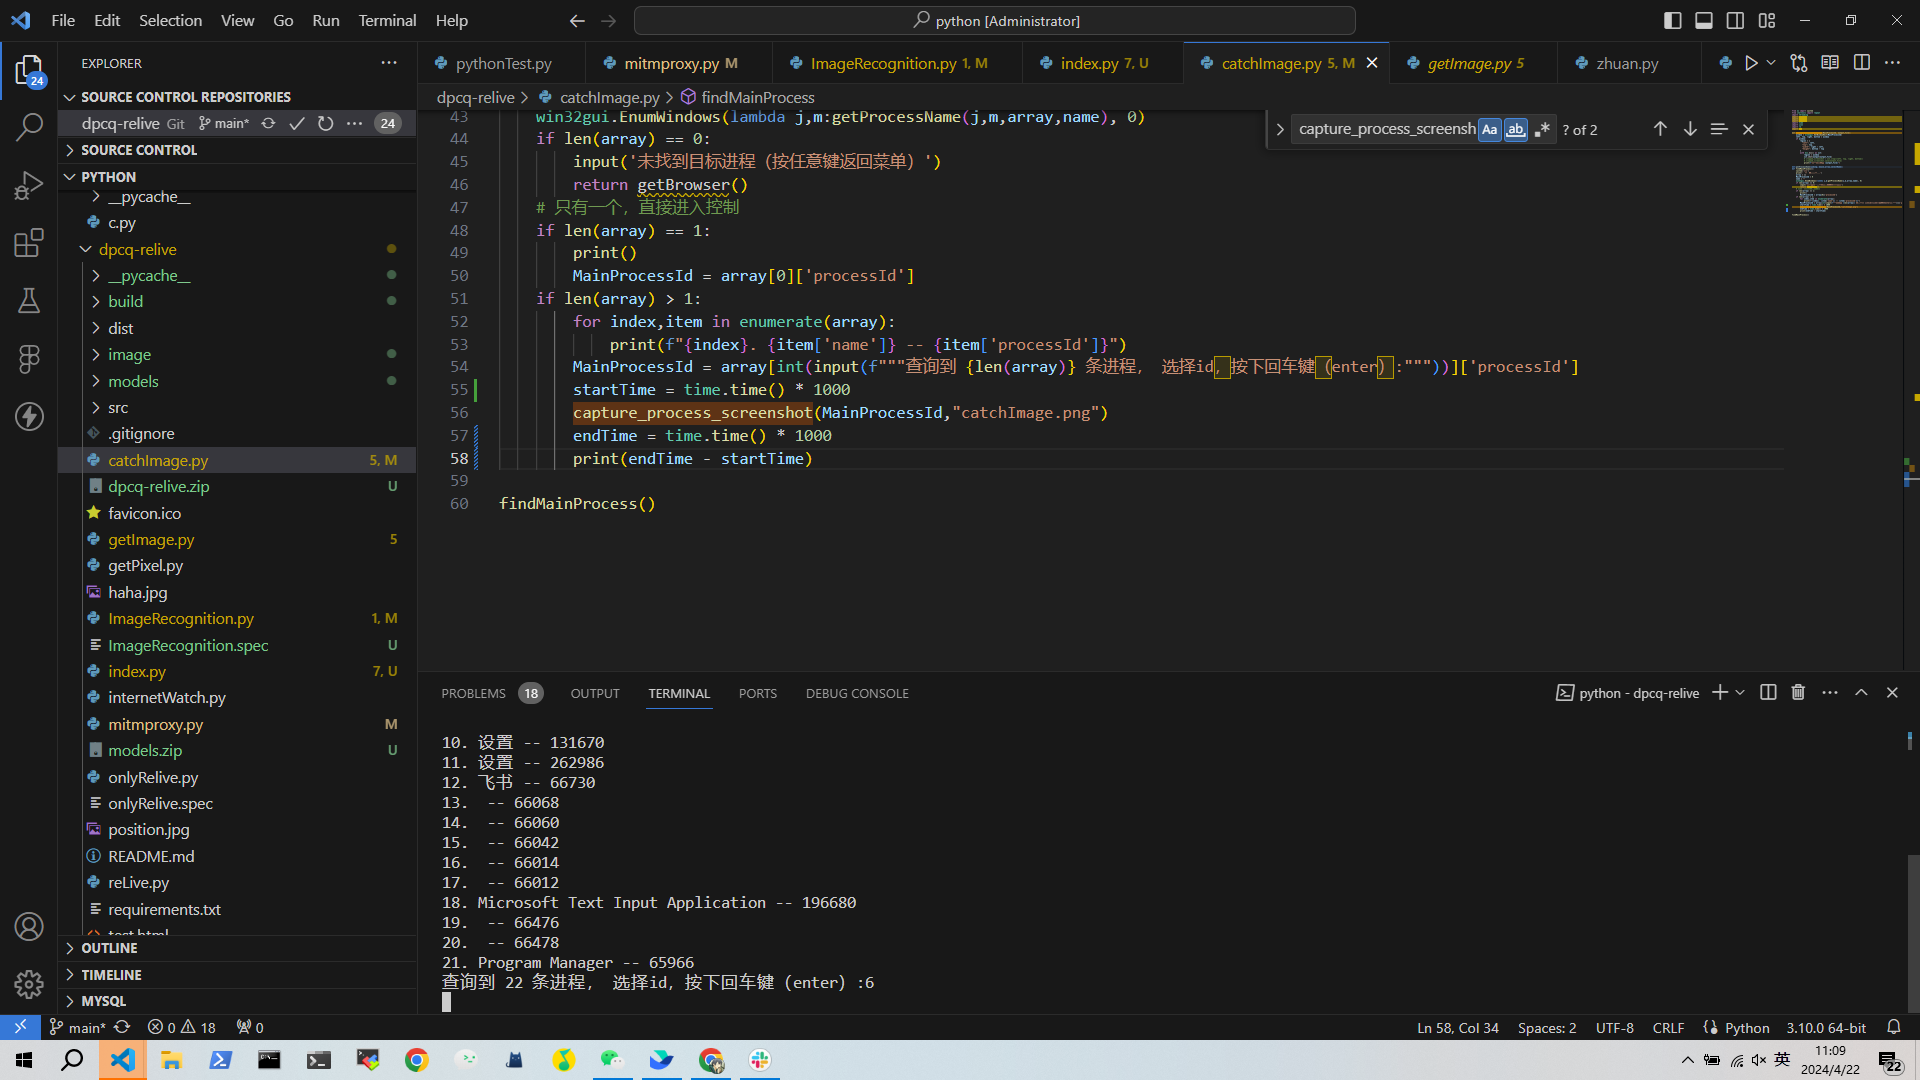 File Edit Selection View Go Run Terminal Help
python [Administrator]
24
EXPLORER
SOURCE CONTROL REPOSITORIES
dpcq-relive Git main* 24
SOURCE CONTROL
PYTHON
__pycache__
c.py
dpcq-relive
__pycache__
build
dist
image
models
src
.gitignore
catchImage.py 5, M
dpcq-relive.zip U
favicon.ico
getImage.py 5
getPixel.py
haha.jpg
ImageRecognition.py 1, M
ImageRecognition.spec U
index.py 7, U
internetWatch.py
mitmproxy.py M
models.zip U
onlyRelive.py
onlyRelive.spec
position.jpg
README.md
reLive.py
requirements.txt
test.html
OUTLINE
TIMELINE
MYSQL
pythonTest.py mitmproxy.py M ImageRecognition.py 1, M index.py 7, U catchImage.py 5, M getImage.py 5 zhuan.py
dpcq-relive > catchImage.py > findMainProcess
capture_process_screensh Aa ab .* ? of 2
43 win32gui.EnumWindows(lambda j,m:getProcessName(j,m,array,name), 0)
44 if len(array) == 0:
45 input('未找到目标进程（按任意键返回菜单）')
46 return getBrowser()
47 # 只有一个，直接进入控制
48 if len(array) == 1:
49 print()
50 MainProcessId = array[0]['processId']
51 if len(array) > 1:
52 for index,item in enumerate(array):
53 print(f"{index}. {item['name']} -- {item['processId']}")
54 MainProcessId = array[int(input(f"""查询到 {len(array)} 条进程， 选择id，按下回车键（enter）:"""))]['processId']
55 startTime = time.time() * 1000
56 capture_process_screenshot(MainProcessId,"catchImage.png")
57 endTime = time.time() * 1000
58 print(endTime - startTime)
59
60 findMainProcess()
PROBLEMS 18 OUTPUT TERMINAL PORTS DEBUG CONSOLE
python - dpcq-relive
10. 设置 -- 131670
11. 设置 -- 262986
12. 飞书 -- 66730
13.  -- 66068
14.  -- 66060
15.  -- 66042
16.  -- 66014
17.  -- 66012
18. Microsoft Text Input Application -- 196680
19.  -- 66476
20.  -- 66478
21. Program Manager -- 65966
查询到 22 条进程， 选择id，按下回车键（enter）:6
main* 0 18 0
Ln 58, Col 34 Spaces: 2 UTF-8 CRLF Python 3.10.0 64-bit
英
11:09
2024/4/22
22